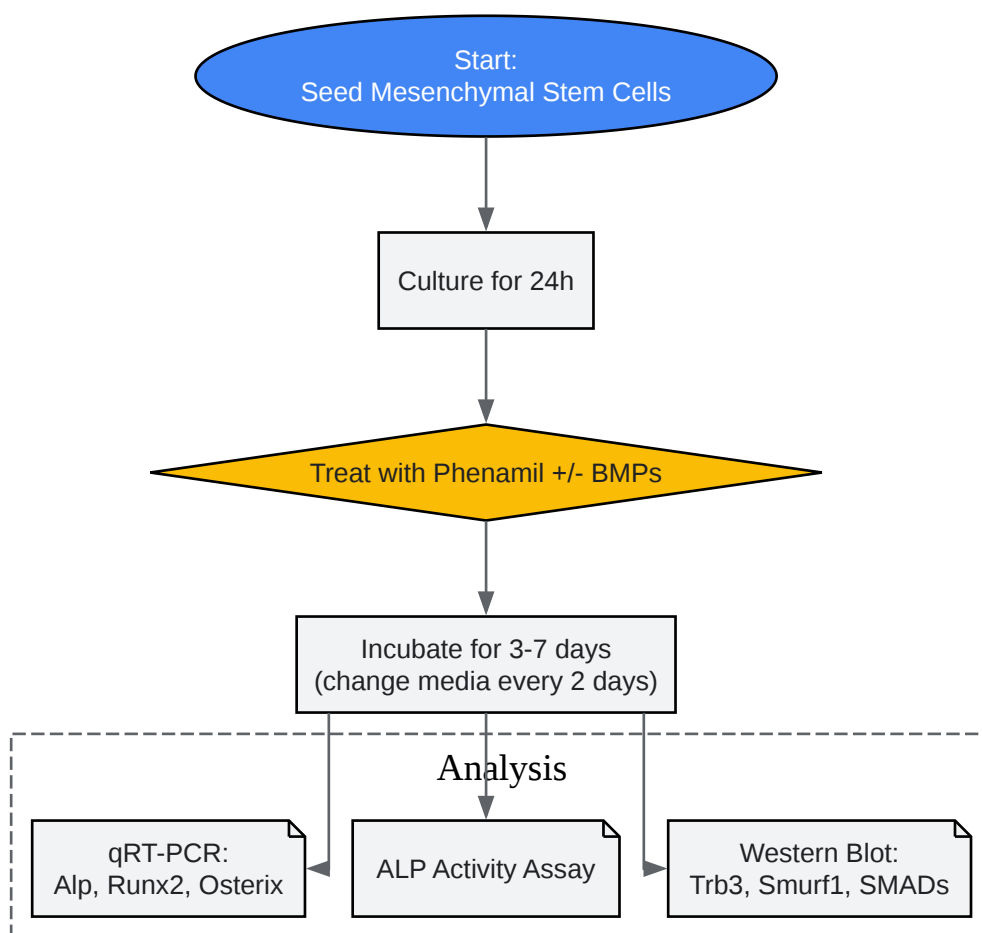 Start:
Seed Mesenchymal Stem Cells
Culture for 24h
Treat with Phenamil +/- BMPs
Incubate for 3-7 days
(change media every 2 days)
Analysis
qRT-PCR:
Alp, Runx2, Osterix
ALP Activity Assay
Western Blot:
Trb3, Smurf1, SMADs